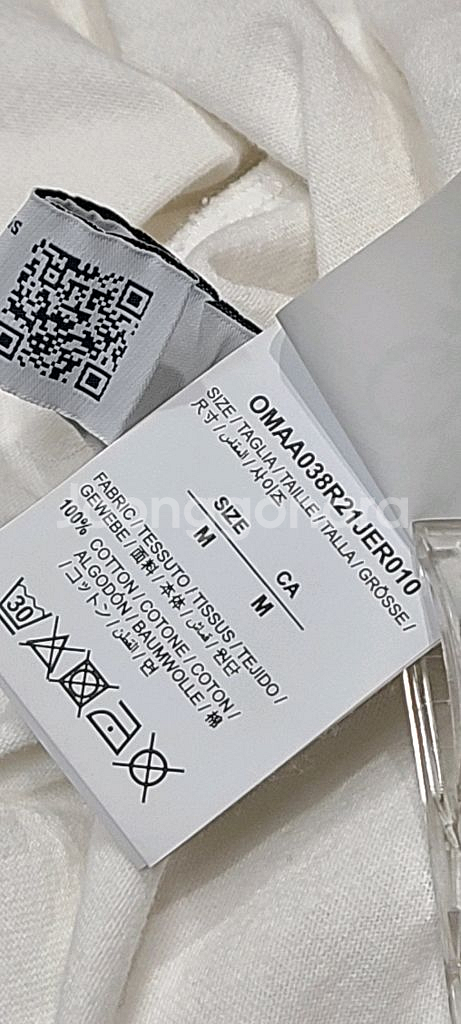 OMAA038R21JER010
SIZE / TAGLIA / TAILLE / TALLA / GRÖSSE /
尺寸 / المقاس / 사이즈
SIZE CA
M M
FABRIC / TESSUTO / TISSUS / TEJIDO /
GEWEBE / 面料 / 本体 / قماش / 원단
100% COTTON / COTONE / COTON /
ALGODÓN / BAUMWOLLE / 棉
/ コットン / القطن / 면
30